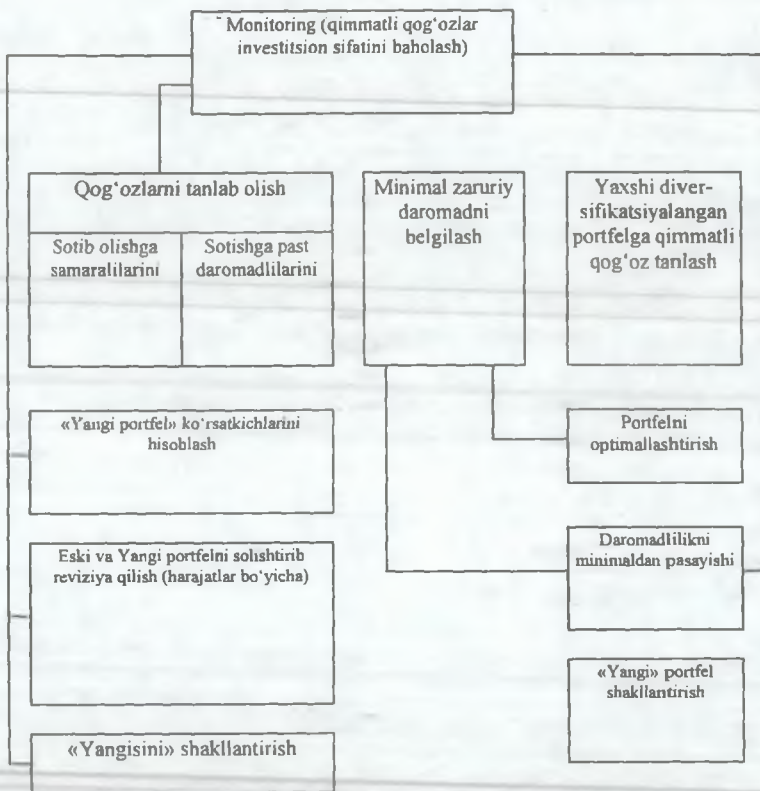 Monitoring (qimmatli qog‘ozlar
investitsion sifatini baholash)
Qog‘ozlarni tanlab olish
Sotib olishga
samaralilarini
Sotishga past
daromadlilarini
Minimal zaruriy
daromadni
belgilash
Yaxshi diver-
sifikatsiyalangan
portfelga qimmatli
qog‘oz tanlash
«Yangi portfel» ko‘rsatkichlarini
hisoblash
Portfelni
optimallashtirish
Eski va Yangi portfelni solishtirib
reviziya qilish (harajatlar bo‘yicha)
Daromadlilikni
minimaldan pasayishi
«Yangi» portfel
shakllantirish
«Yangisini» shakllantirish